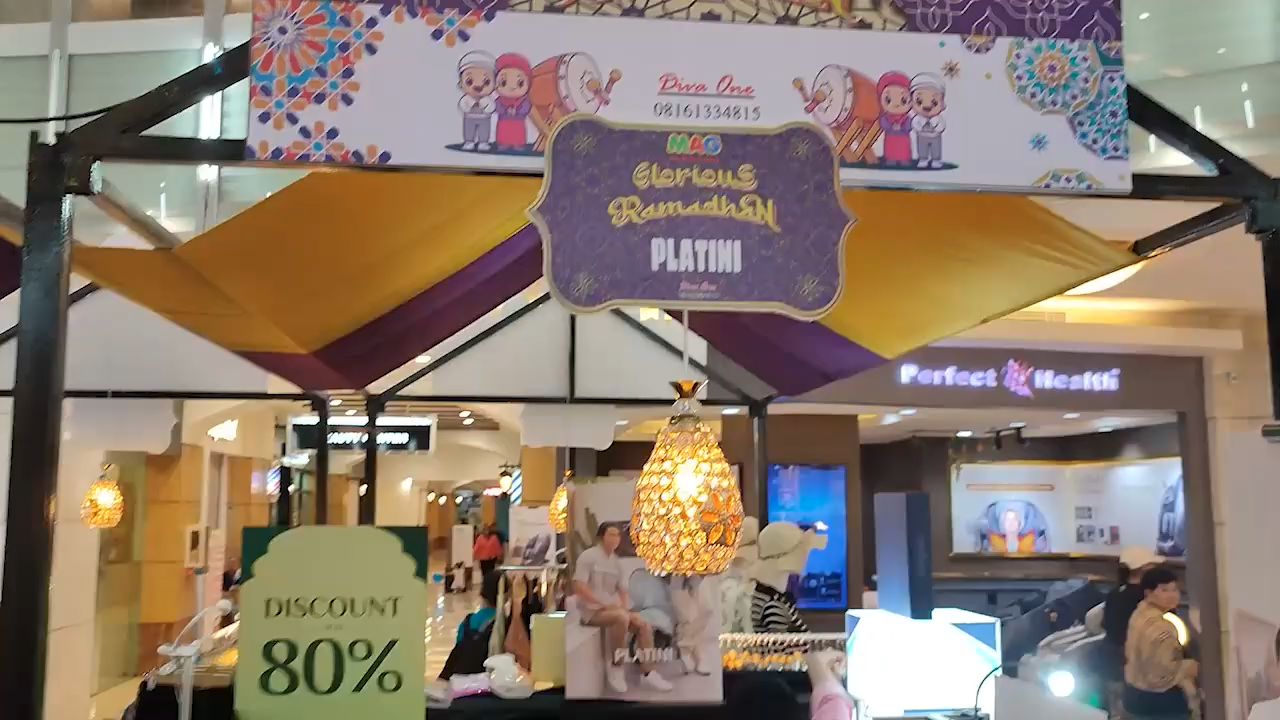 Diva One
08161334815
MAG
Glorious
Ramadhan
PLATINI
Diva One
Perfect Health
DISCOUNT
80%
PLATINI